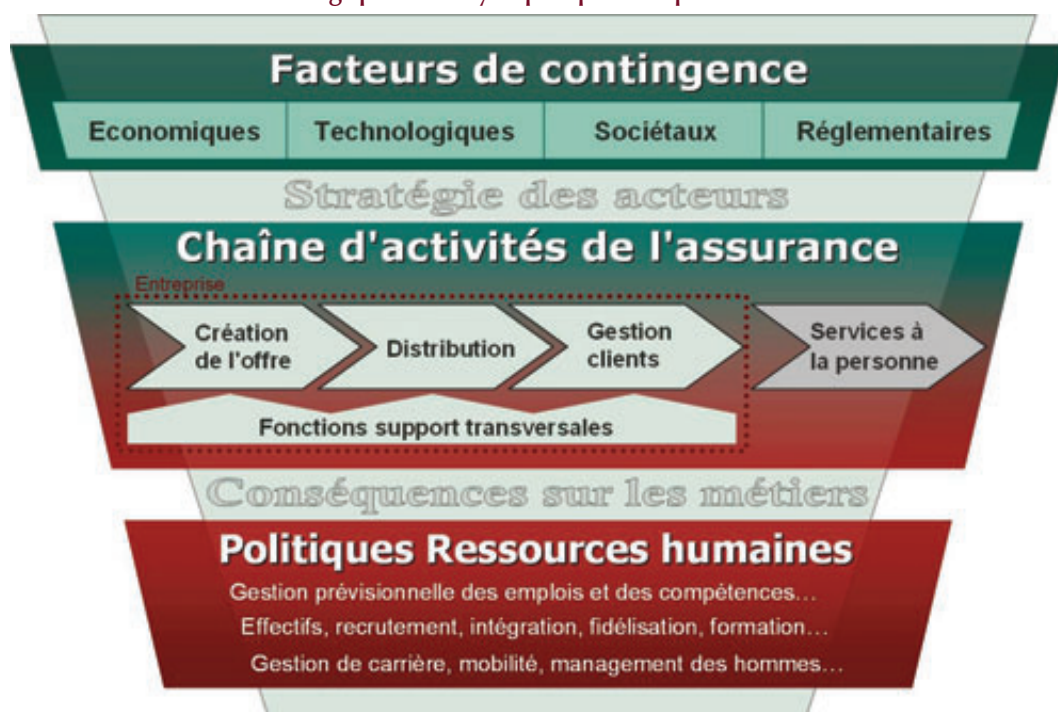 Facteurs de contingence
Economiques Technologiques Sociétaux Réglementaires
Stratégie des acteurs
Chaîne d'activités de l'assurance
Entreprise
Création de l'offre
Distribution
Gestion clients
Services à la personne
Fonctions support transversales
Conséquences sur les métiers
Politiques Ressources humaines
Gestion prévisionnelle des emplois et des compétences...
Effectifs, recrutement, intégration, fidélisation, formation...
Gestion de carrière, mobilité, management des hommes...